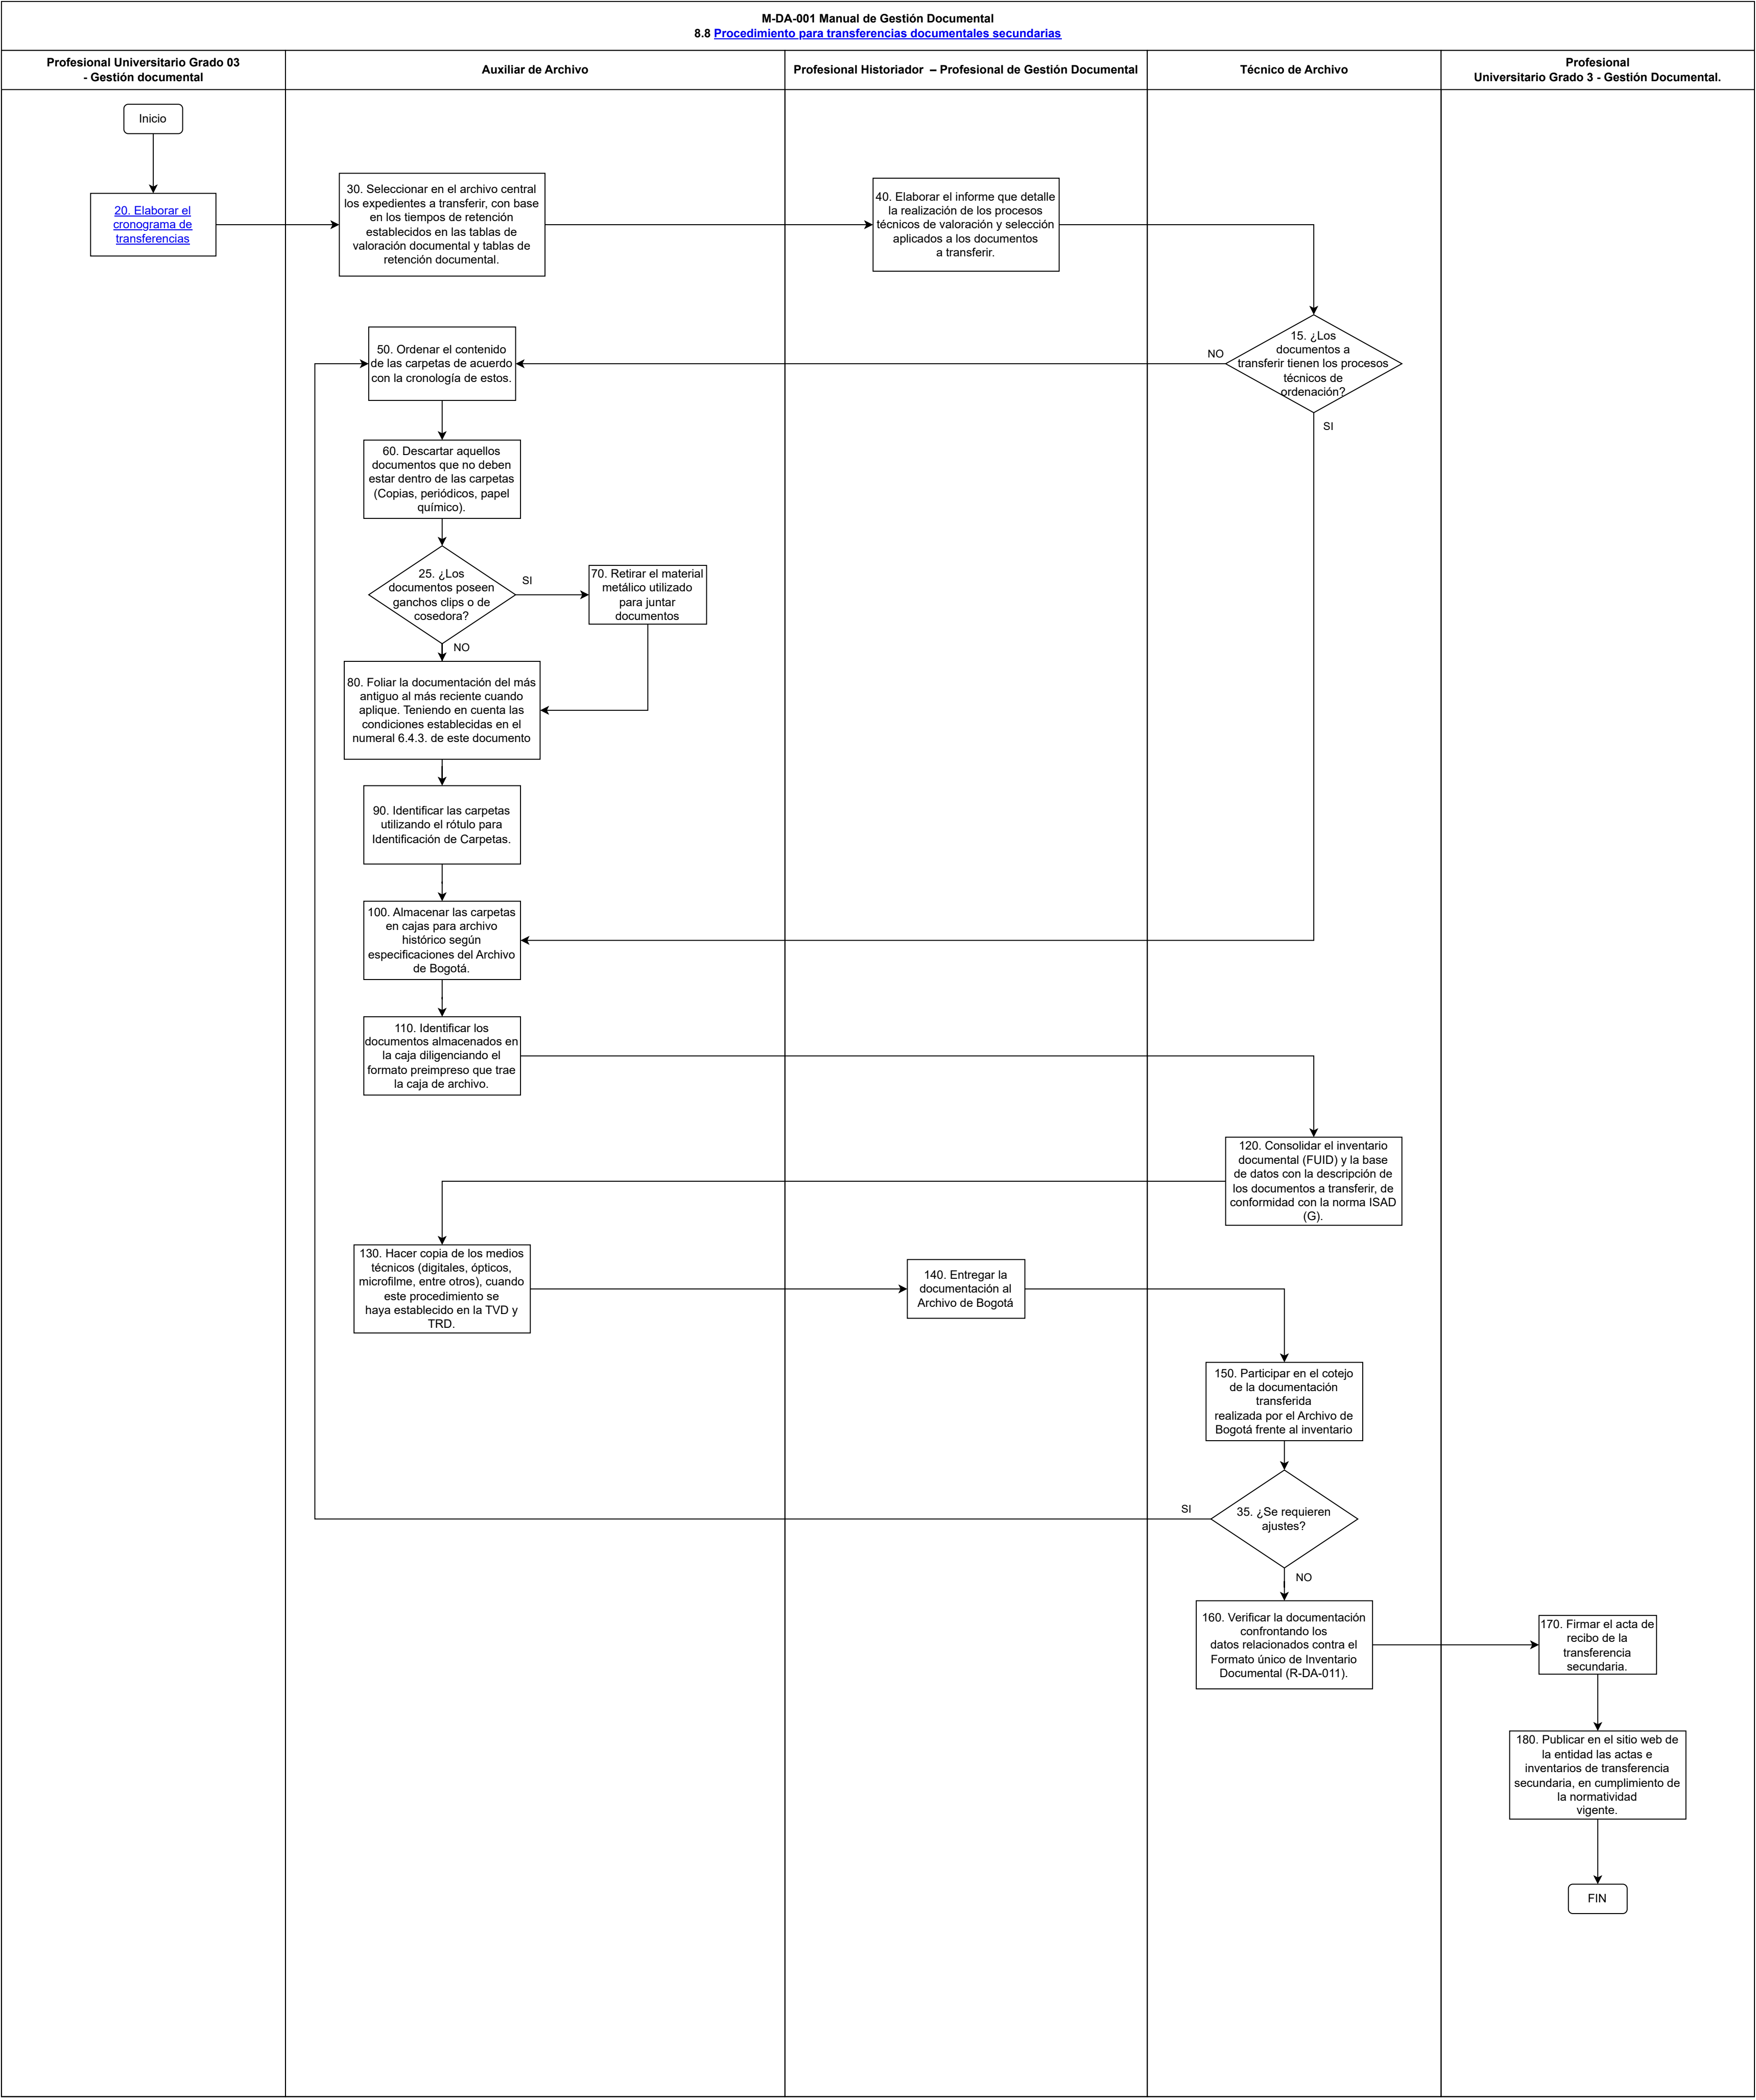 M-DA-001 Manual de Gestión Documental
8.8 Procedimiento para transferencias documentales secundarias
Profesional Universitario Grado 03
- Gestión documental
Auxiliar de Archivo
Profesional Historiador – Profesional de Gestión Documental
Técnico de Archivo
Profesional
Universitario Grado 3 - Gestión Documental.
Inicio
20. Elaborar el
cronograma de
transferencias
30. Seleccionar en el archivo central
los expedientes a transferir, con base
en los tiempos de retención
establecidos en las tablas de
valoración documental y tablas de
retención documental.
40. Elaborar el informe que detalle
la realización de los procesos
técnicos de valoración y selección
aplicados a los documentos
a transferir.
15. ¿Los
documentos a
transferir tienen los procesos
técnicos de
ordenación?
NO
SI
50. Ordenar el contenido
de las carpetas de acuerdo
con la cronología de estos.
60. Descartar aquellos
documentos que no deben
estar dentro de las carpetas
(Copias, periódicos, papel
químico).
25. ¿Los
documentos poseen
ganchos clips o de
cosedora?
SI
NO
70. Retirar el material
metálico utilizado
para juntar
documentos
80. Foliar la documentación del más
antiguo al más reciente cuando
aplique. Teniendo en cuenta las
condiciones establecidas en el
numeral 6.4.3. de este documento
90. Identificar las carpetas
utilizando el rótulo para
Identificación de Carpetas.
100. Almacenar las carpetas
en cajas para archivo
histórico según
especificaciones del Archivo
de Bogotá.
110. Identificar los
documentos almacenados en
la caja diligenciando el
formato preimpreso que trae
la caja de archivo.
120. Consolidar el inventario
documental (FUID) y la base
de datos con la descripción de
los documentos a transferir, de
conformidad con la norma ISAD
(G).
130. Hacer copia de los medios
técnicos (digitales, ópticos,
microfilme, entre otros), cuando
este procedimiento se
haya establecido en la TVD y
TRD.
140. Entregar la
documentación al
Archivo de Bogotá
150. Participar en el cotejo
de la documentación
transferida
realizada por el Archivo de
Bogotá frente al inventario
35. ¿Se requieren
ajustes?
SI
NO
160. Verificar la documentación
confrontando los
datos relacionados contra el
Formato único de Inventario
Documental (R-DA-011).
170. Firmar el acta de
recibo de la
transferencia
secundaria.
180. Publicar en el sitio web de
la entidad las actas e
inventarios de transferencia
secundaria, en cumplimiento de
la normatividad
vigente.
FIN